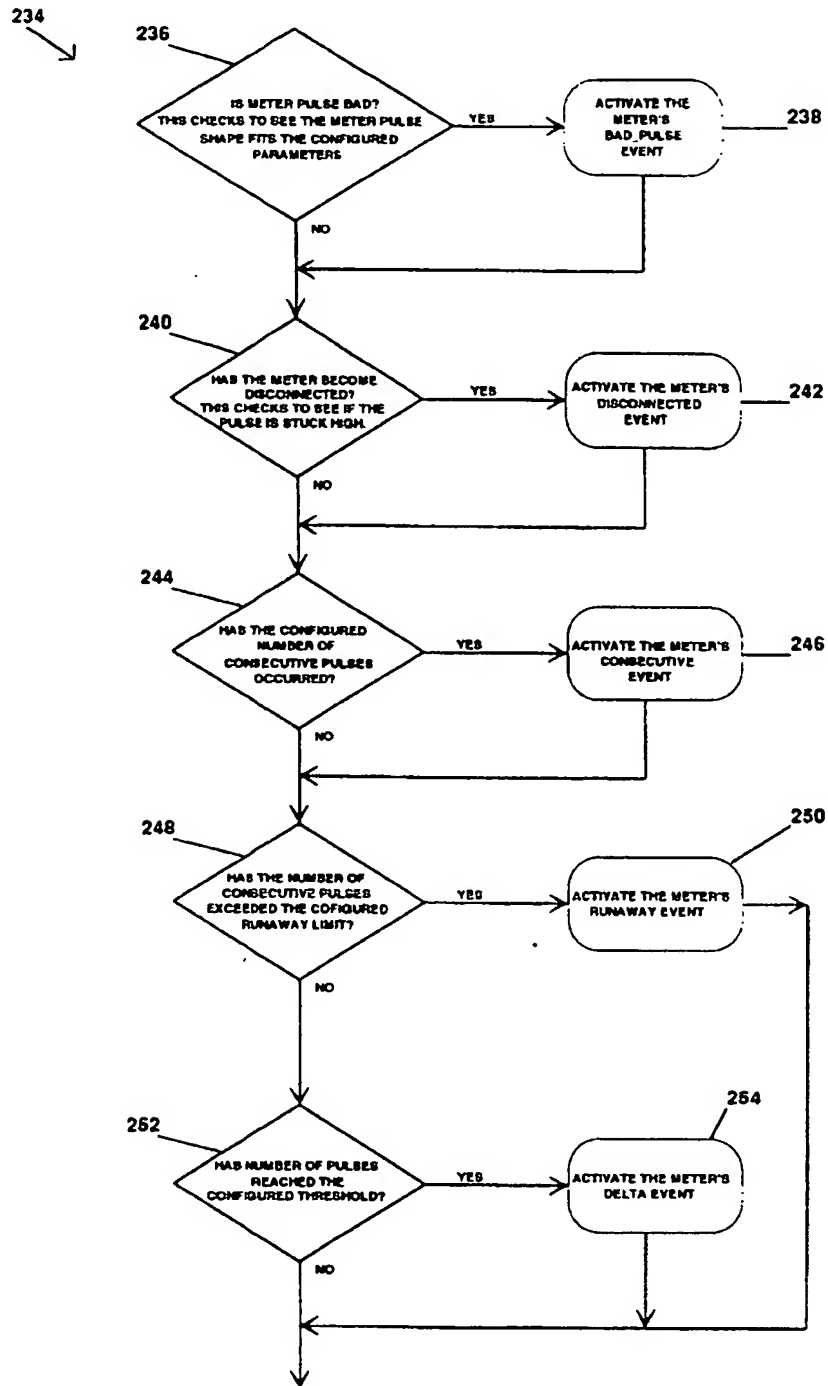 234
236
IS METER PULSE BAD?
THIS CHECKS TO SEE THE METER PULSE
SHAPE FITS THE CONFIGURED
PARAMETERS
YES
ACTIVATE THE
METER'S
BAD_PULSE
EVENT
238
NO
240
HAS THE METER BECOME
DISCONNECTED?
THIS CHECKS TO SEE IF THE
PULSE IS STUCK HIGH.
YES
ACTIVATE THE METER'S
DISCONNECTED
EVENT
242
NO
244
HAS THE CONFIGURED
NUMBER OF
CONSECUTIVE PULSES
OCCURRED?
YES
ACTIVATE THE METER'S
CONSECUTIVE
EVENT
246
NO
248
HAS THE NUMBER OF
CONSECUTIVE PULSES
EXCEEDED THE COFIGURED
RUNAWAY LIMIT?
YES
ACTIVATE THE METER'S
RUNAWAY EVENT
250
NO
252
HAS NUMBER OF PULSES
REACHED THE
CONFIGURED THRESHOLD?
YES
ACTIVATE THE METER'S
DELTA EVENT
254
NO